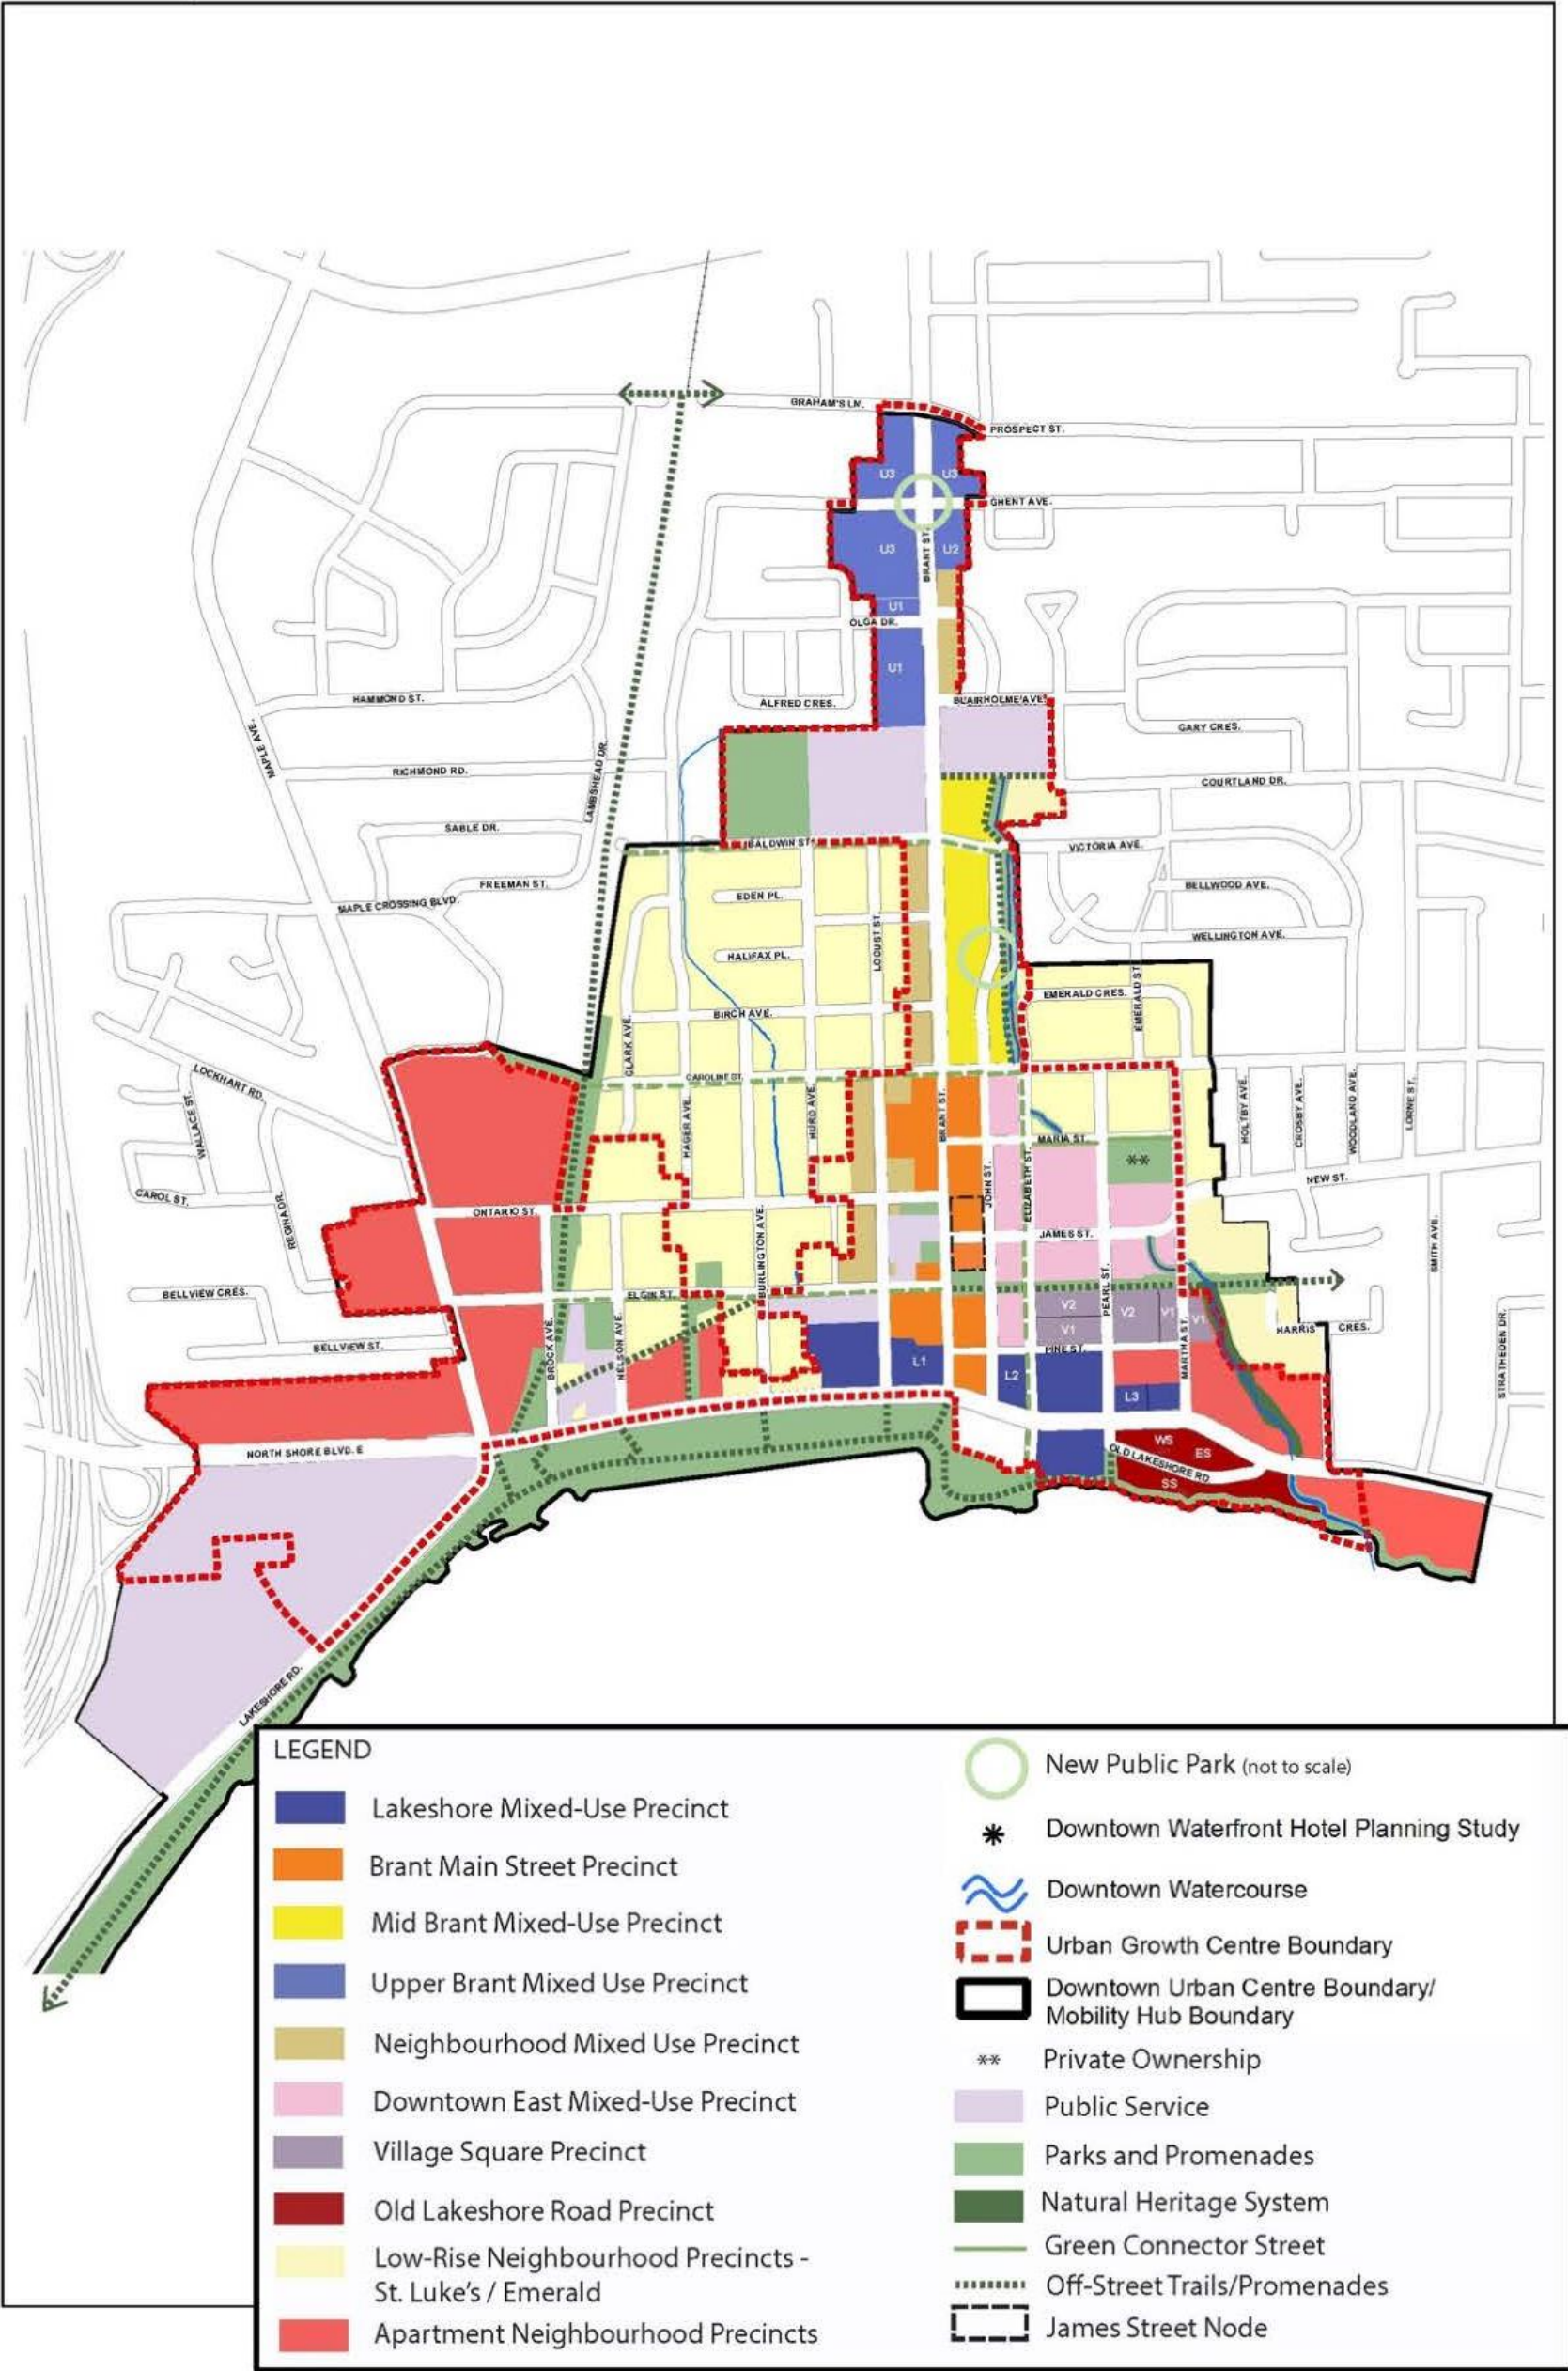 GRAHAM'S LN.
PROSPECT ST.
U3
U3
GHENT AVE.
BRANT ST.
U3
U2
U1
OLGA DR.
U1
HAMMOND ST.
ALFRED CRES.
BLAIRHOLME AVE.
GARY CRES.
MAPLE AVE.
RICHMOND RD.
LAMBSHEAD DR.
COURTLAND DR.
SABLE DR.
BALDWIN ST.
VICTORIA AVE.
FREEMAN ST.
EDEN PL.
BELLWOOD AVE.
MAPLE CROSSING BLVD.
LOCUST ST.
WELLINGTON AVE.
HALIFAX PL.
EMERALD CRES.
EMERALD ST.
BIRCH AVE.
CLARK AVE.
LOCKHART RD.
CAROLINE ST.
WALLACE ST.
HAGER AVE.
HURD AVE.
BRANT ST.
MARIA ST.
**
HOLTBY AVE.
CROSBY AVE.
WOODLAND AVE.
LORNE ST.
CAROL ST.
REGINA DR.
ONTARIO ST.
JOHN ST.
ELIZABETH ST.
NEW ST.
BURLINGTON AVE.
JAMES ST.
SMITH AVE.
BELLVIEW CRES.
ELGIN ST.
PEARL ST.
V2
V2
V1
V1
V1
HARRIS CRES.
BELLVIEW ST.
BROCK AVE.
NELSON AVE.
PINE ST.
MARTHA ST.
STRATHEDEN DR.
L1
L2
L3
NORTH SHORE BLVD. E
WS
ES
OLD LAKESHORE RD
SS
LAKESHORE RD.
LEGEND
Lakeshore Mixed-Use Precinct
Brant Main Street Precinct
Mid Brant Mixed-Use Precinct
Upper Brant Mixed Use Precinct
Neighbourhood Mixed Use Precinct
Downtown East Mixed-Use Precinct
Village Square Precinct
Old Lakeshore Road Precinct
Low-Rise Neighbourhood Precincts -
St. Luke's / Emerald
Apartment Neighbourhood Precincts
New Public Park (not to scale)
* Downtown Waterfront Hotel Planning Study
Downtown Watercourse
Urban Growth Centre Boundary
Downtown Urban Centre Boundary/
Mobility Hub Boundary
** Private Ownership
Public Service
Parks and Promenades
Natural Heritage System
Green Connector Street
Off-Street Trails/Promenades
James Street Node